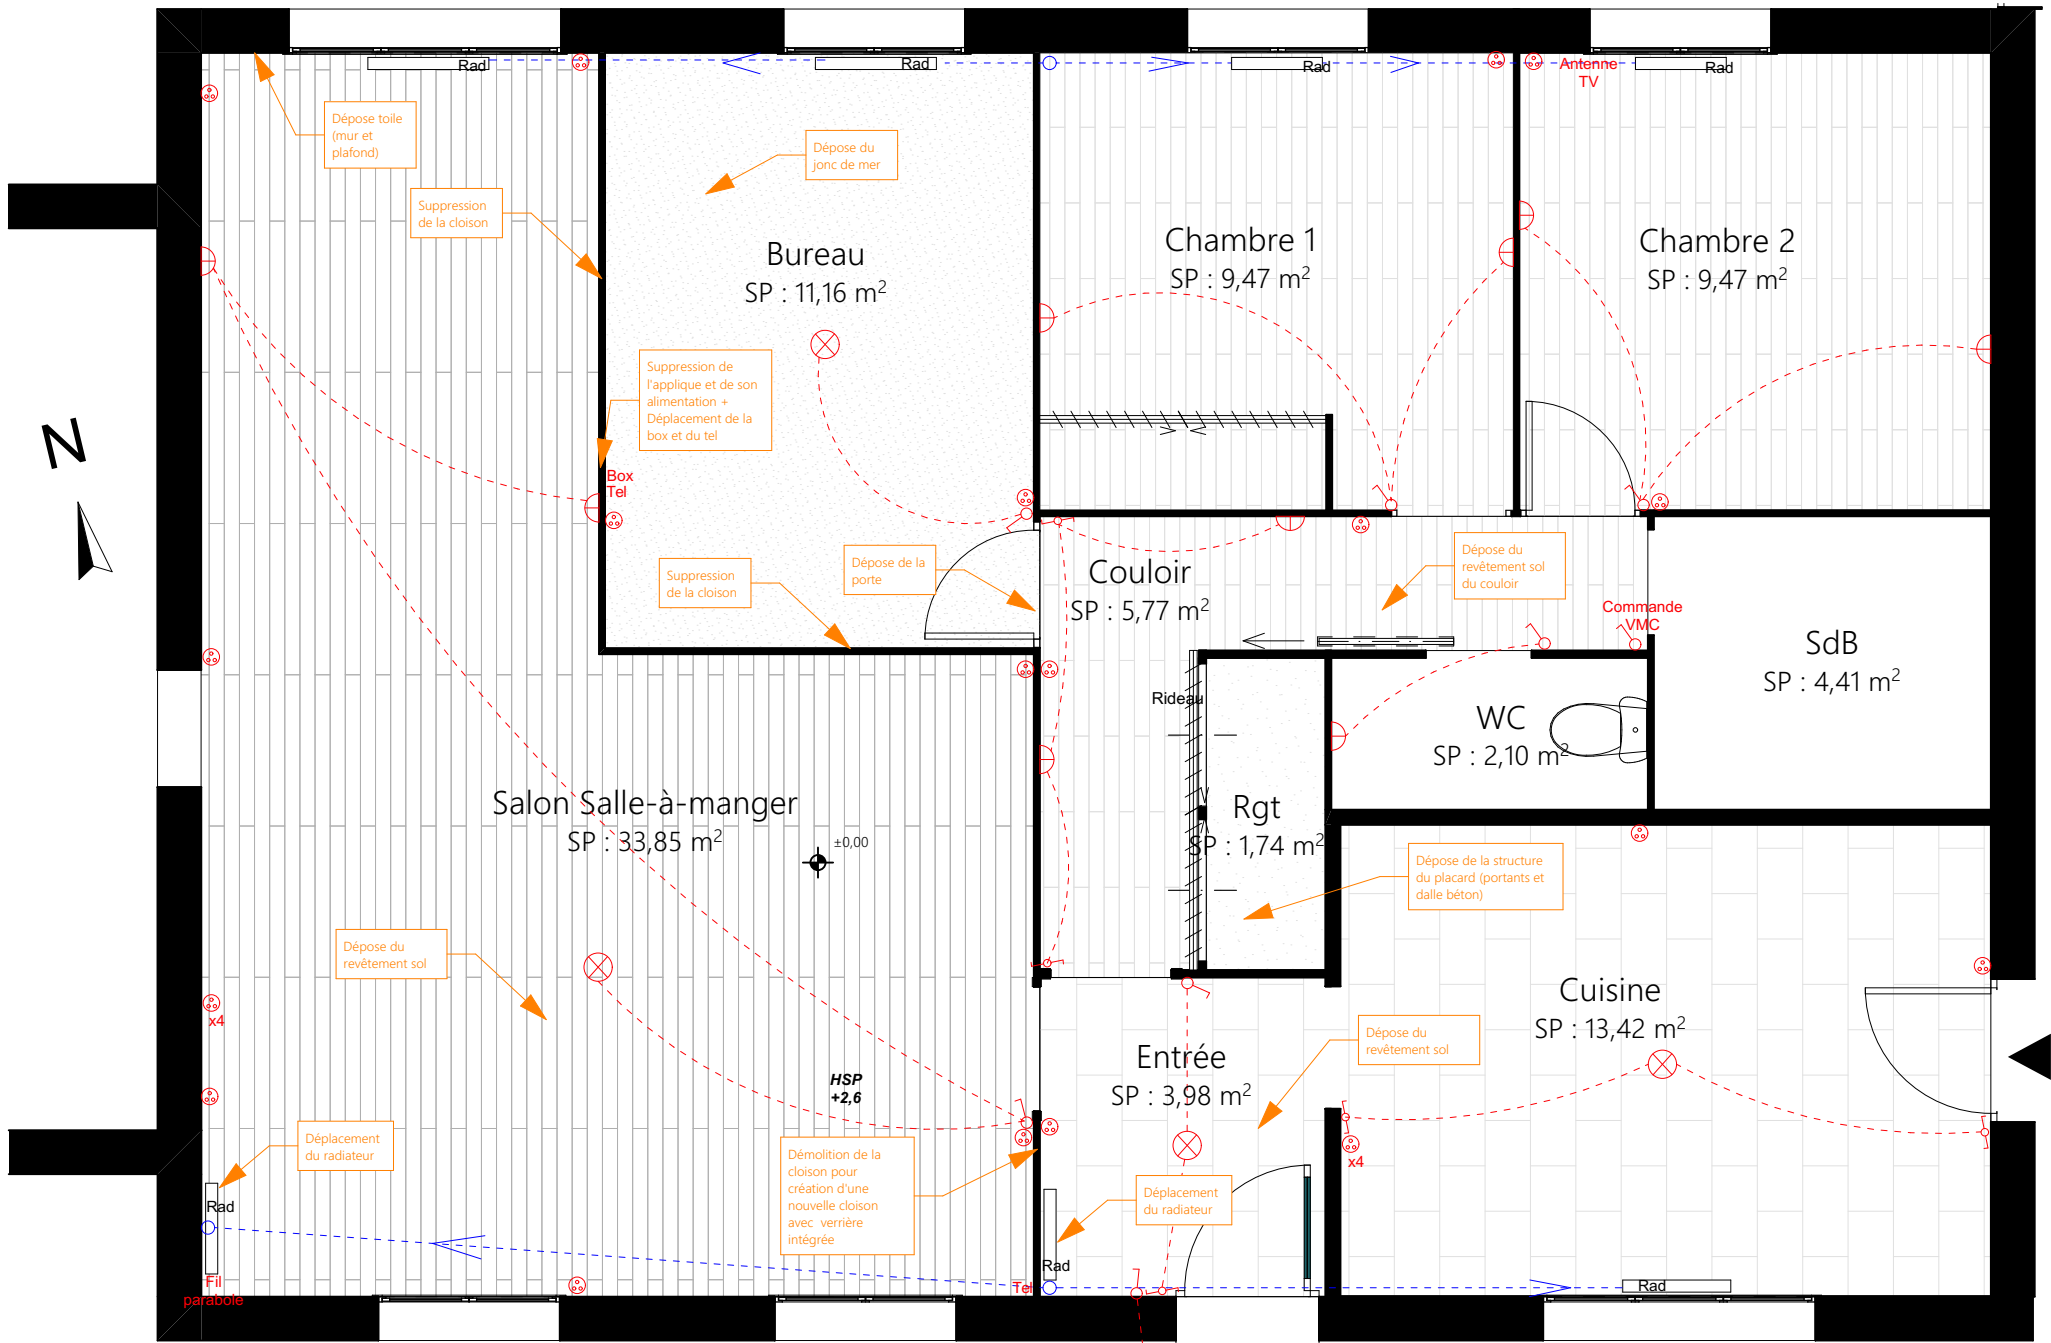 Rad
Rad
Rad
Rad
Antenne
TV
Dépose toile
(mur et
plafond)
Dépose du
jonc de mer
Suppression
de la cloison
Bureau
SP : 11,16 m²
Chambre 1
SP : 9,47 m²
Chambre 2
SP : 9,47 m²
Suppression de
l'applique et de son
alimentation +
Déplacement de la
box et du tel
N
Box
Tel
Suppression
de la cloison
Dépose de la
porte
Couloir
SP : 5,77 m²
Dépose du
revêtement sol
du couloir
Commande
VMC
SdB
SP : 4,41 m²
Rideau
WC
SP : 2,10 m²
Salon Salle-à-manger
SP : 33,85 m²
±0,00
Rgt
SP : 1,74 m²
Dépose de la structure
du placard (portants et
dalle béton)
Dépose du
revêtement sol
x4
Cuisine
SP : 13,42 m²
Dépose du
revêtement sol
Entrée
SP : 3,98 m²
HSP
+2,6
Déplacement
du radiateur
Démolition de la
cloison pour
création d'une
nouvelle cloison
avec verrière
intégrée
x4
Déplacement
du radiateur
Rad
Rad
Rad
Fil
parabole
Tel